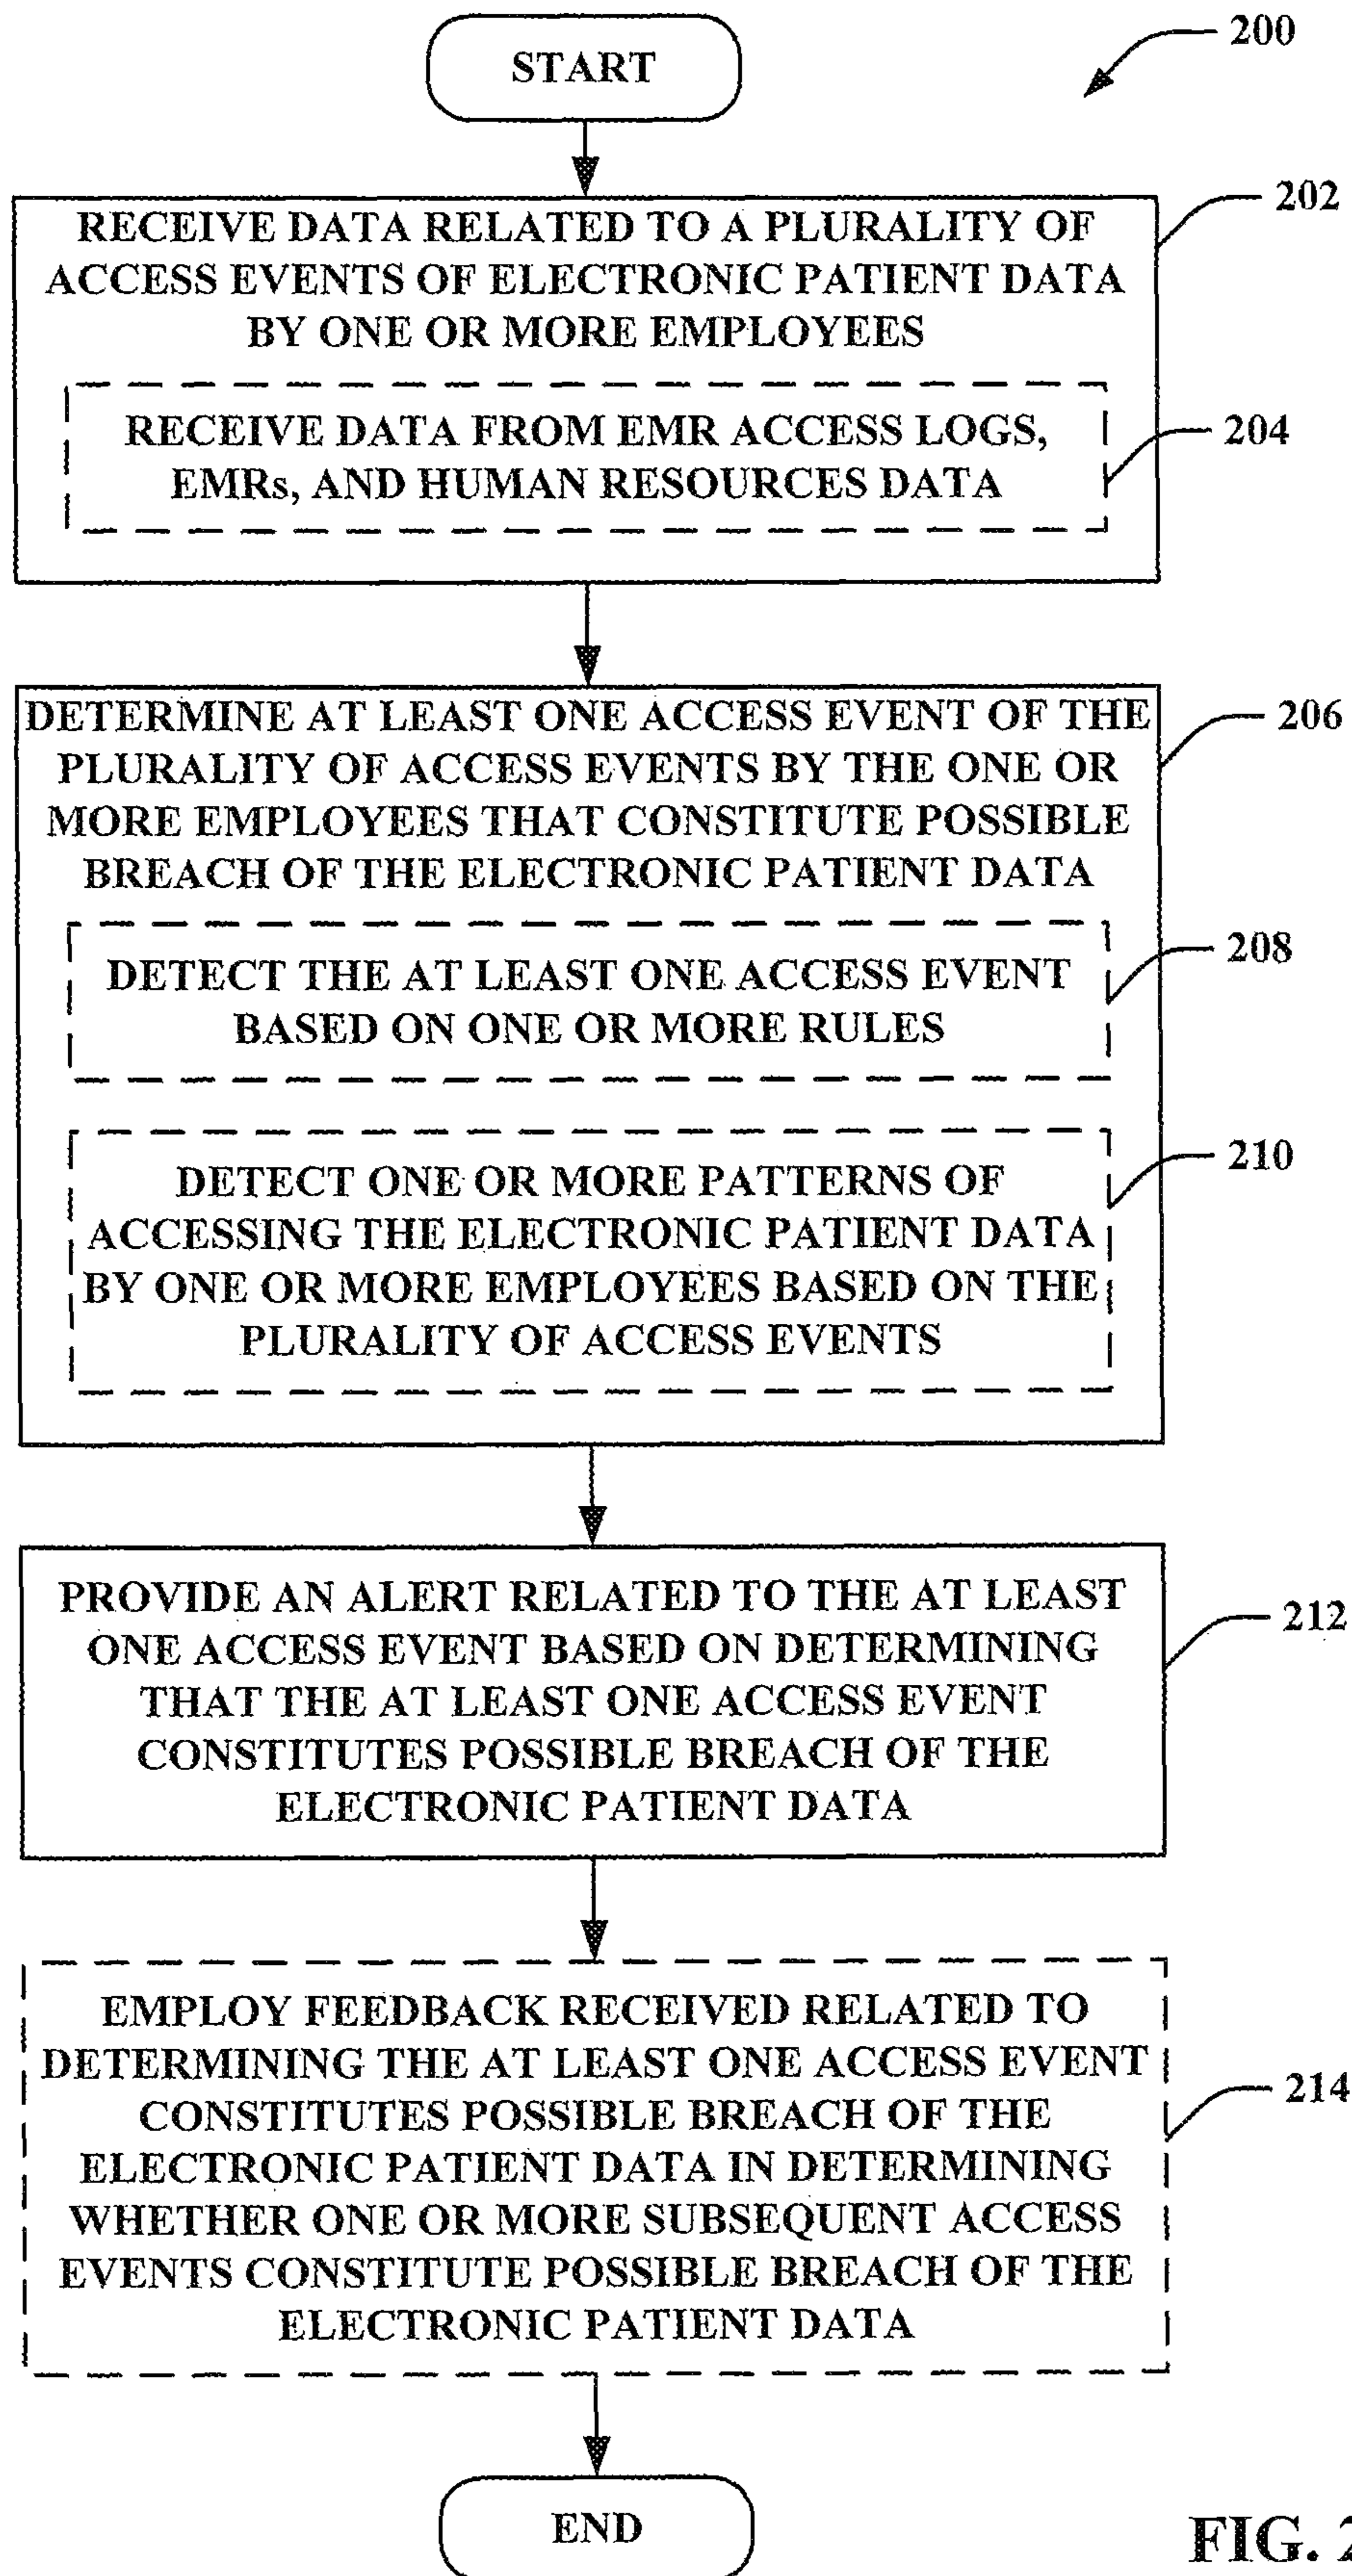 START
200
202
RECEIVE DATA RELATED TO A PLURALITY OF
ACCESS EVENTS OF ELECTRONIC PATIENT DATA
BY ONE OR MORE EMPLOYEES
RECEIVE DATA FROM EMR ACCESS LOGS,
EMRs, AND HUMAN RESOURCES DATA
204
DETERMINE AT LEAST ONE ACCESS EVENT OF THE
PLURALITY OF ACCESS EVENTS BY THE ONE OR
MORE EMPLOYEES THAT CONSTITUTE POSSIBLE
BREACH OF THE ELECTRONIC PATIENT DATA
206
DETECT THE AT LEAST ONE ACCESS EVENT
BASED ON ONE OR MORE RULES
208
DETECT ONE OR MORE PATTERNS OF
ACCESSING THE ELECTRONIC PATIENT DATA
BY ONE OR MORE EMPLOYEES BASED ON THE
PLURALITY OF ACCESS EVENTS
210
PROVIDE AN ALERT RELATED TO THE AT LEAST
ONE ACCESS EVENT BASED ON DETERMINING
THAT THE AT LEAST ONE ACCESS EVENT
CONSTITUTES POSSIBLE BREACH OF THE
ELECTRONIC PATIENT DATA
212
EMPLOY FEEDBACK RECEIVED RELATED TO
DETERMINING THE AT LEAST ONE ACCESS EVENT
CONSTITUTES POSSIBLE BREACH OF THE
ELECTRONIC PATIENT DATA IN DETERMINING
WHETHER ONE OR MORE SUBSEQUENT ACCESS
EVENTS CONSTITUTE POSSIBLE BREACH OF THE
ELECTRONIC PATIENT DATA
214
END
FIG. 2